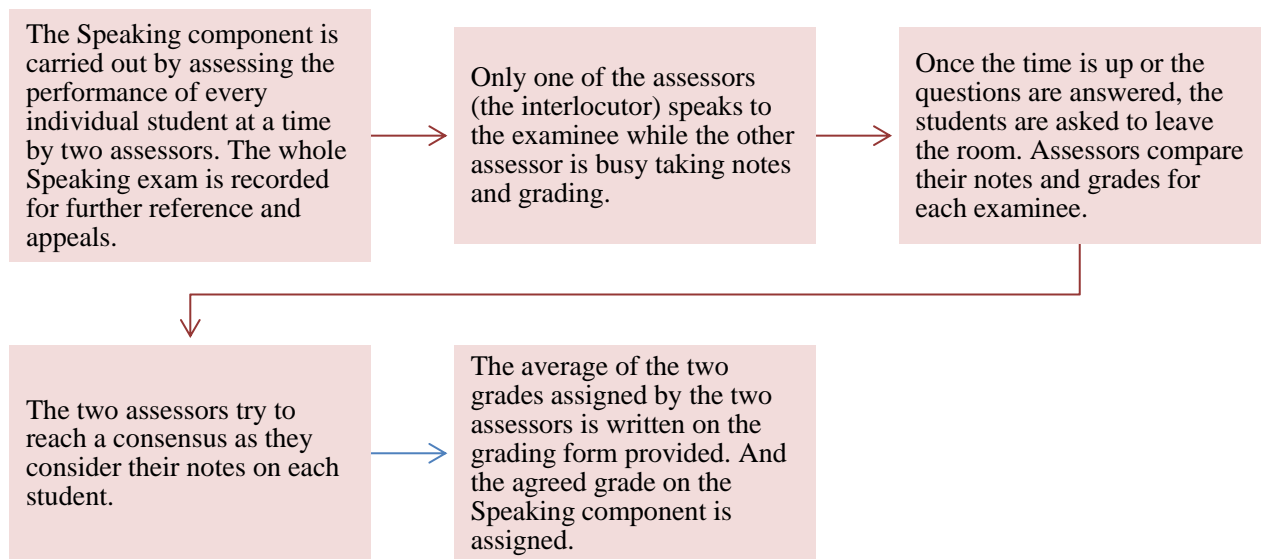 The Speaking component is
carried out by assessing the
performance of every
individual student at a time
by two assessors. The whole
Speaking exam is recorded
for further reference and
appeals.
Only one of the assessors
(the interlocutor) speaks to
the examinee while the other
assessor is busy taking notes
and grading.
Once the time is up or the
questions are answered, the
students are asked to leave
the room. Assessors compare
their notes and grades for
each examinee.
The two assessors try to
reach a consensus as they
consider their notes on each
student.
The average of the two
grades assigned by the two
assessors is written on the
grading form provided. And
the agreed grade on the
Speaking component is
assigned.